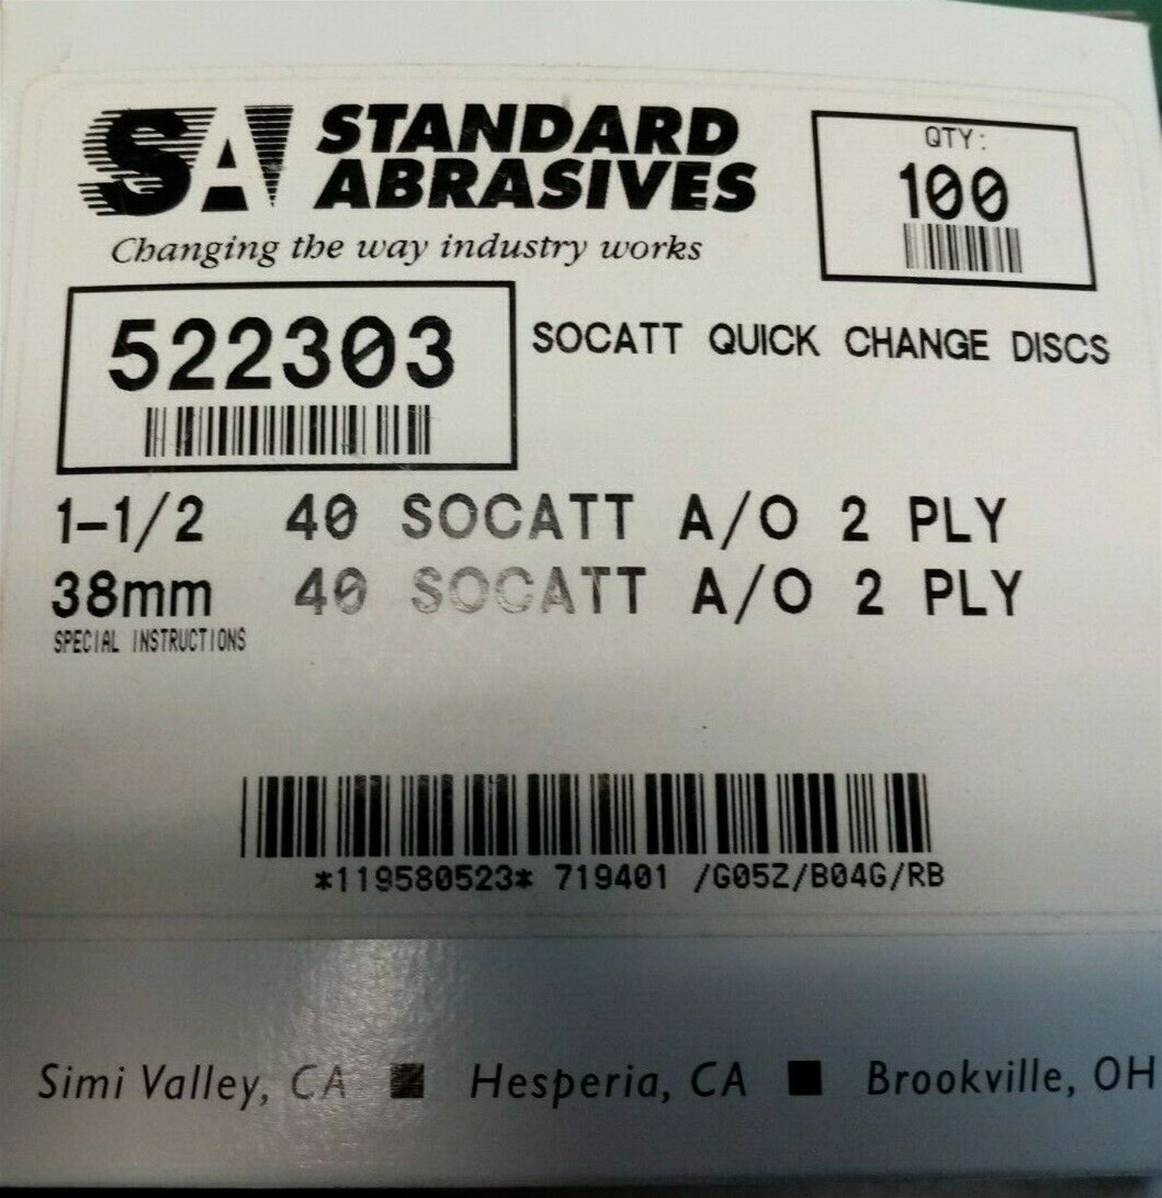 SA STANDARD
ABRASIVES
Changing the way industry works
QTY:
100
522303
SOCATT QUICK CHANGE DISCS
1-1/2 40 SOCATT A/O 2 PLY
38mm 40 SOCATT A/O 2 PLY
SPECIAL INSTRUCTIONS
*119580523* 719401 /G05Z/B04G/RB
Simi Valley, CA ■ Hesperia, CA ■ Brookville, OH